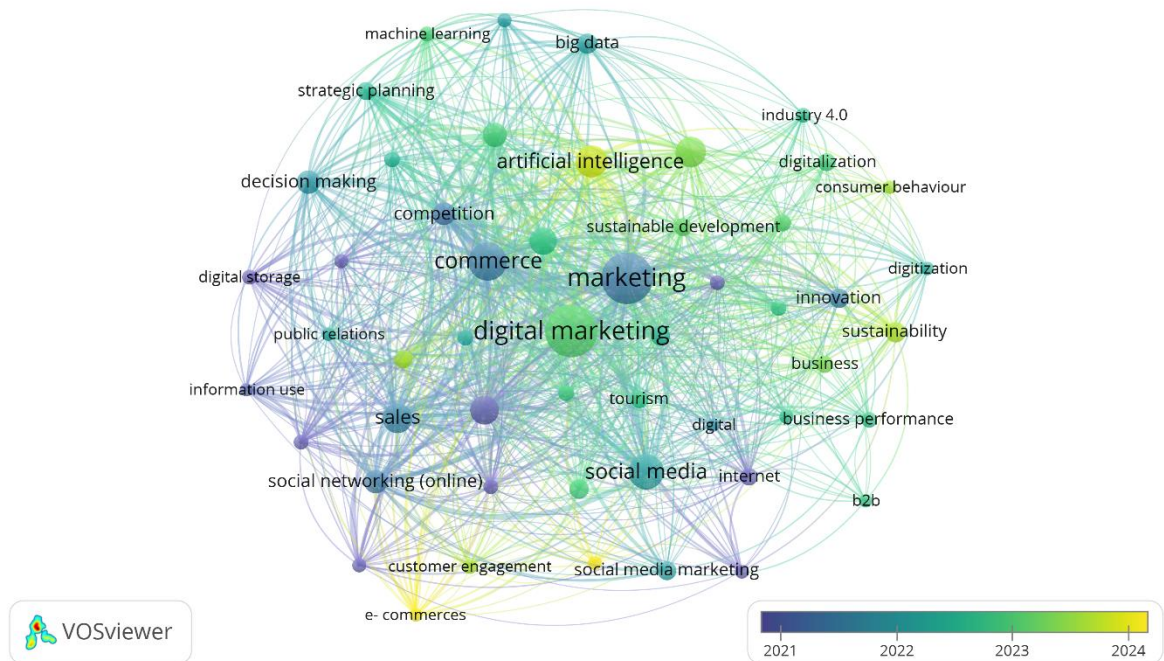 machine learning
big data
strategic planning
industry 4.0
artificial intelligence
digitalization
decision making
consumer behaviour
competition
sustainable development
commerce
marketing
digitization
digital storage
innovation
digital marketing
sustainability
public relations
business
information use
tourism
sales
digital
business performance
social media
internet
social networking (online)
b2b
customer engagement
social media marketing
e- commerces
VOSviewer
2021 2022 2023 2024